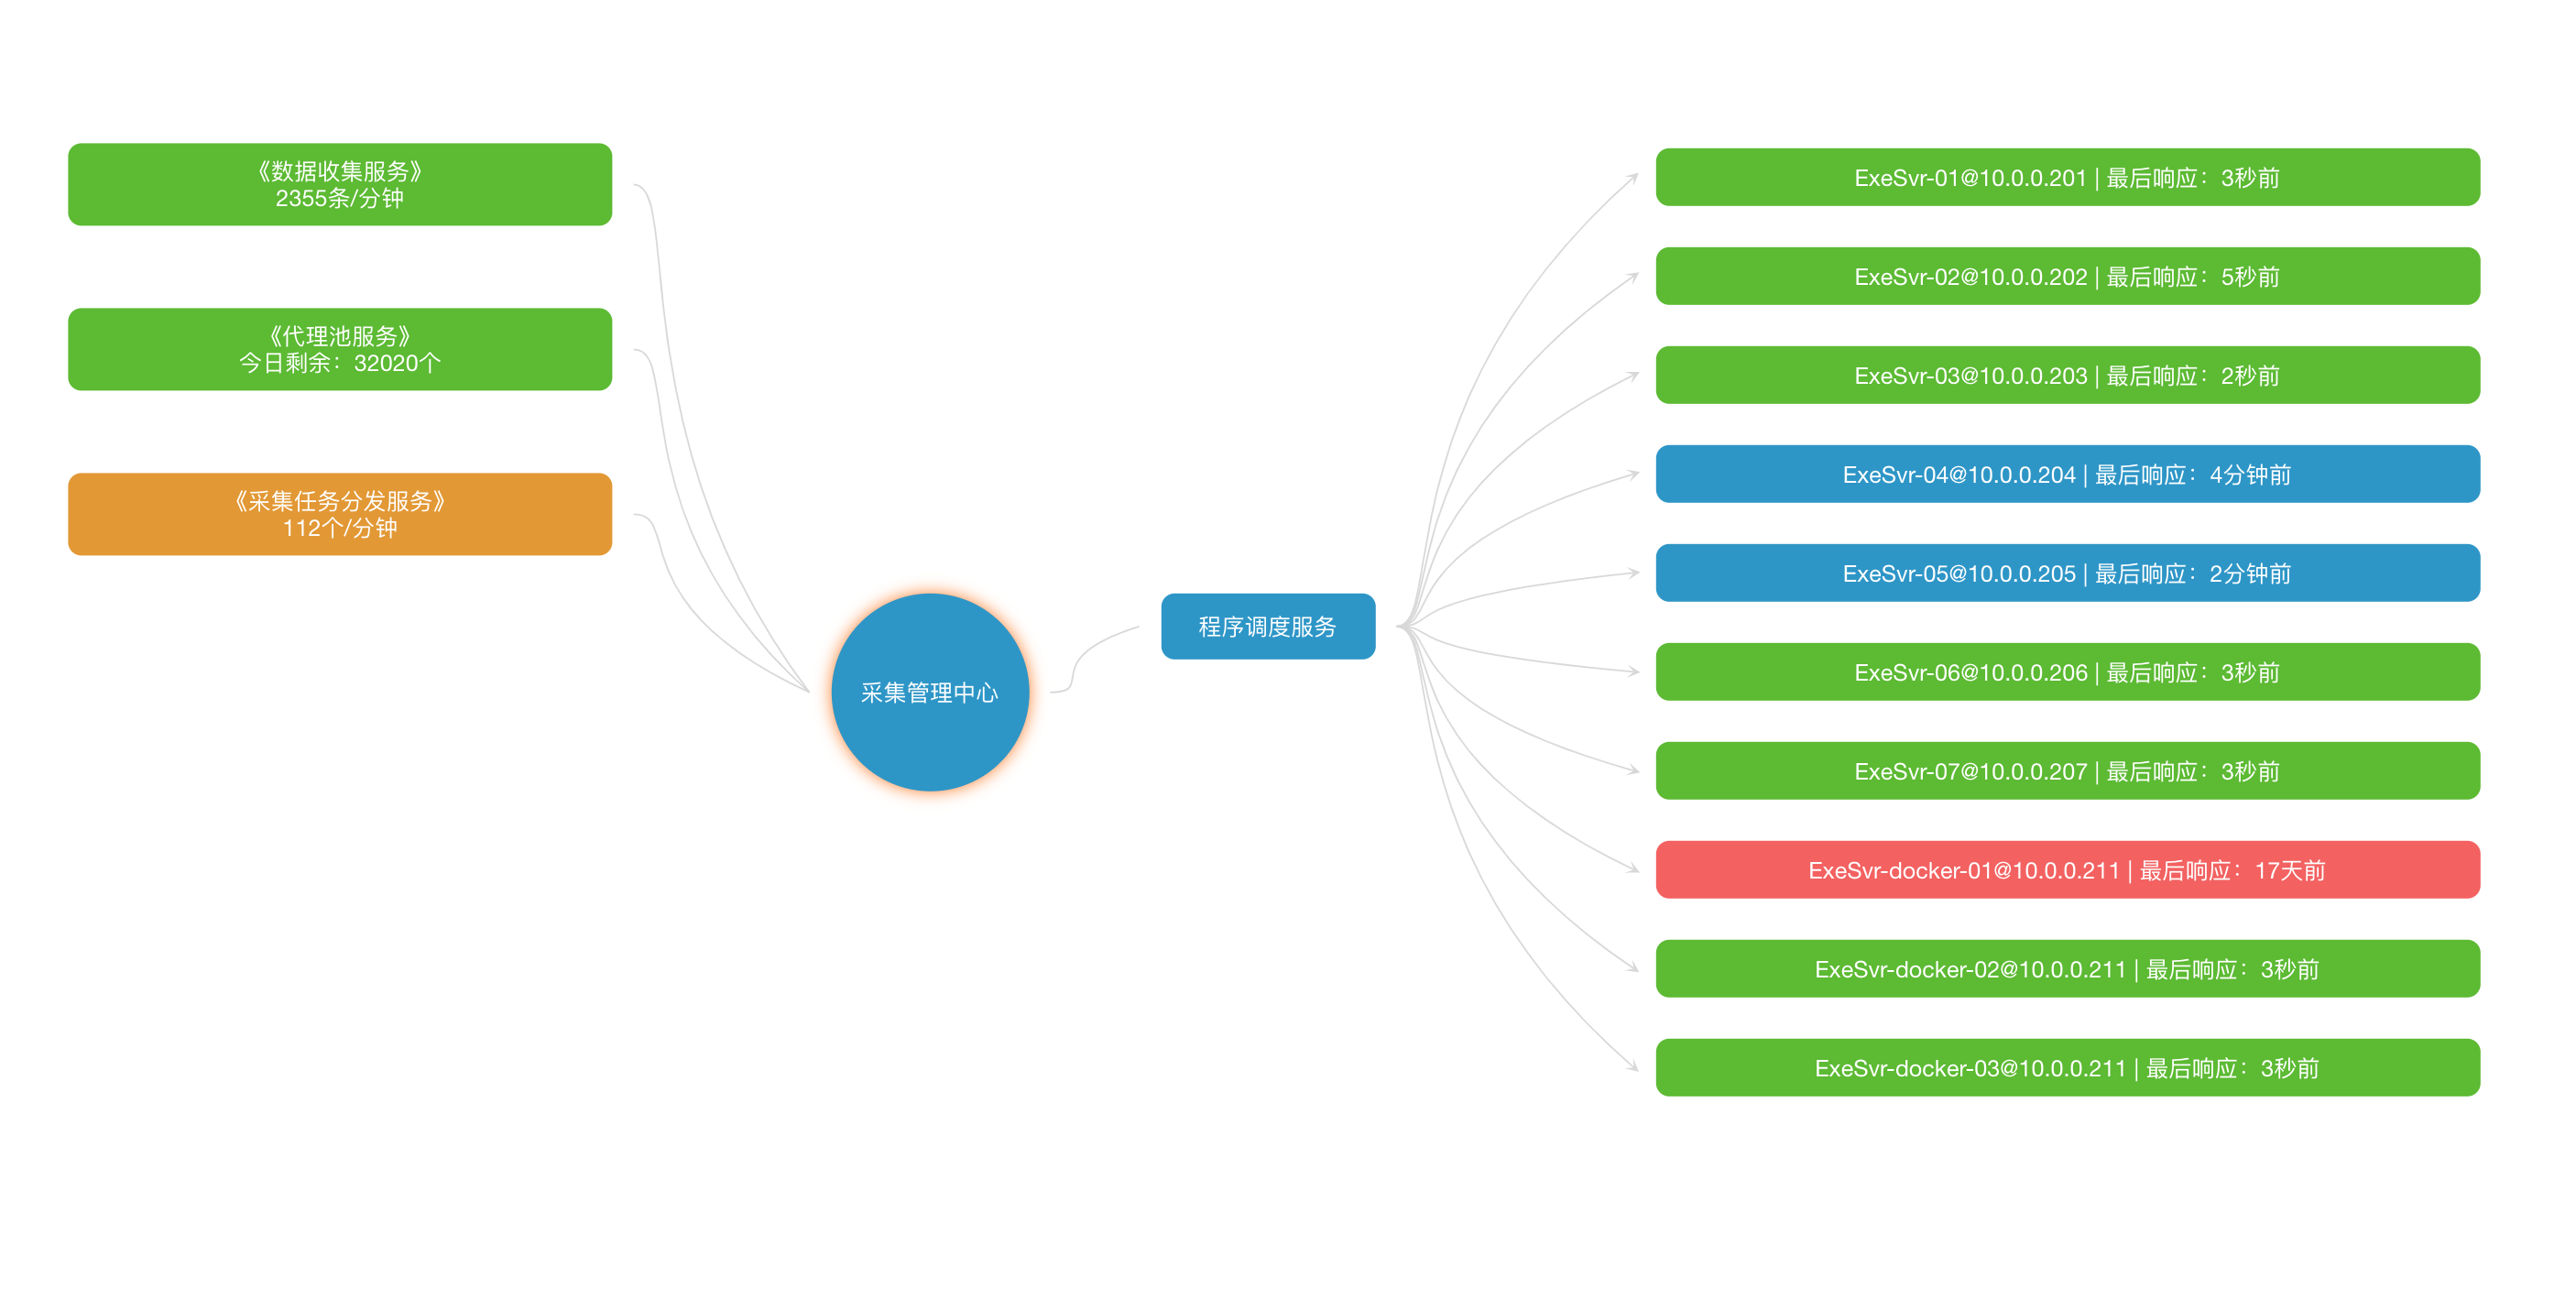 《数据收集服务》
2355条/分钟
《代理池服务》
今日剩余：32020个
《采集任务分发服务》
112个/分钟
采集管理中心
程序调度服务
ExeSvr-01@10.0.0.201 | 最后响应：3秒前
ExeSvr-02@10.0.0.202 | 最后响应：5秒前
ExeSvr-03@10.0.0.203 | 最后响应：2秒前
ExeSvr-04@10.0.0.204 | 最后响应：4分钟前
ExeSvr-05@10.0.0.205 | 最后响应：2分钟前
ExeSvr-06@10.0.0.206 | 最后响应：3秒前
ExeSvr-07@10.0.0.207 | 最后响应：3秒前
ExeSvr-docker-01@10.0.0.211 | 最后响应：17天前
ExeSvr-docker-02@10.0.0.211 | 最后响应：3秒前
ExeSvr-docker-03@10.0.0.211 | 最后响应：3秒前